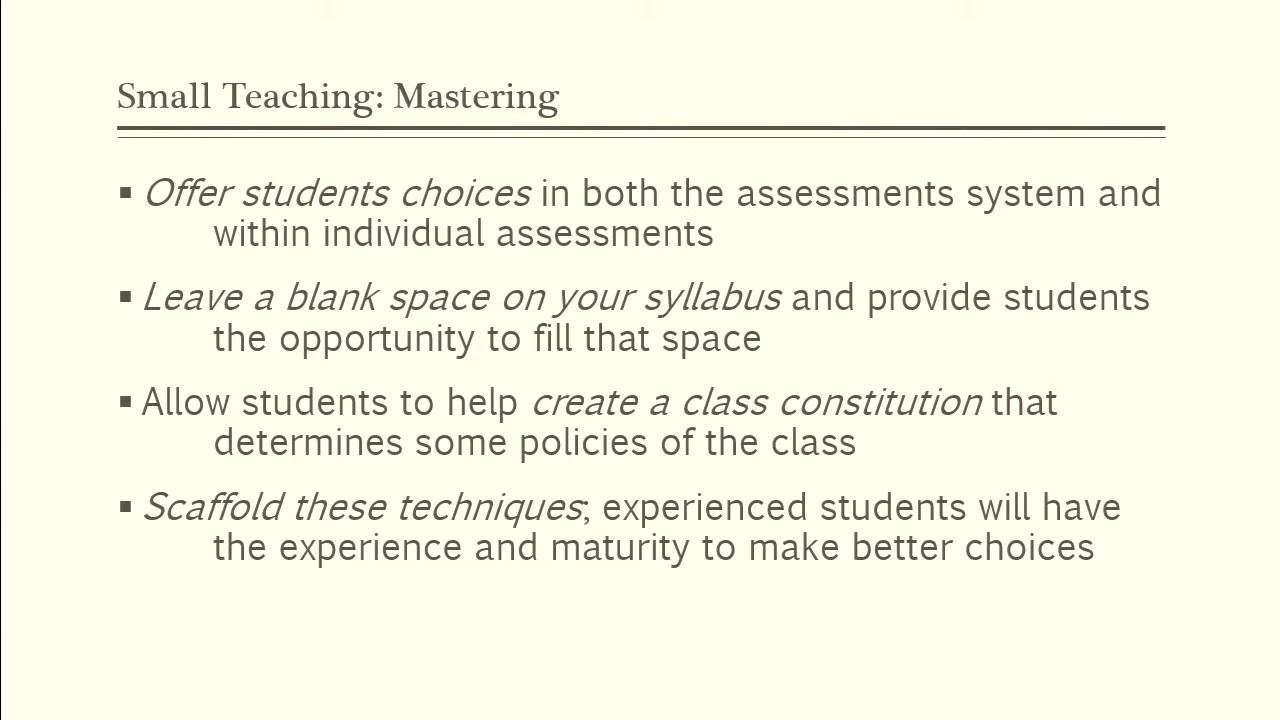 Small Teaching: Mastering
▪ Offer students choices in both the assessments system and
within individual assessments
▪ Leave a blank space on your syllabus and provide students
the opportunity to fill that space
▪ Allow students to help create a class constitution that
determines some policies of the class
▪ Scaffold these techniques; experienced students will have
the experience and maturity to make better choices